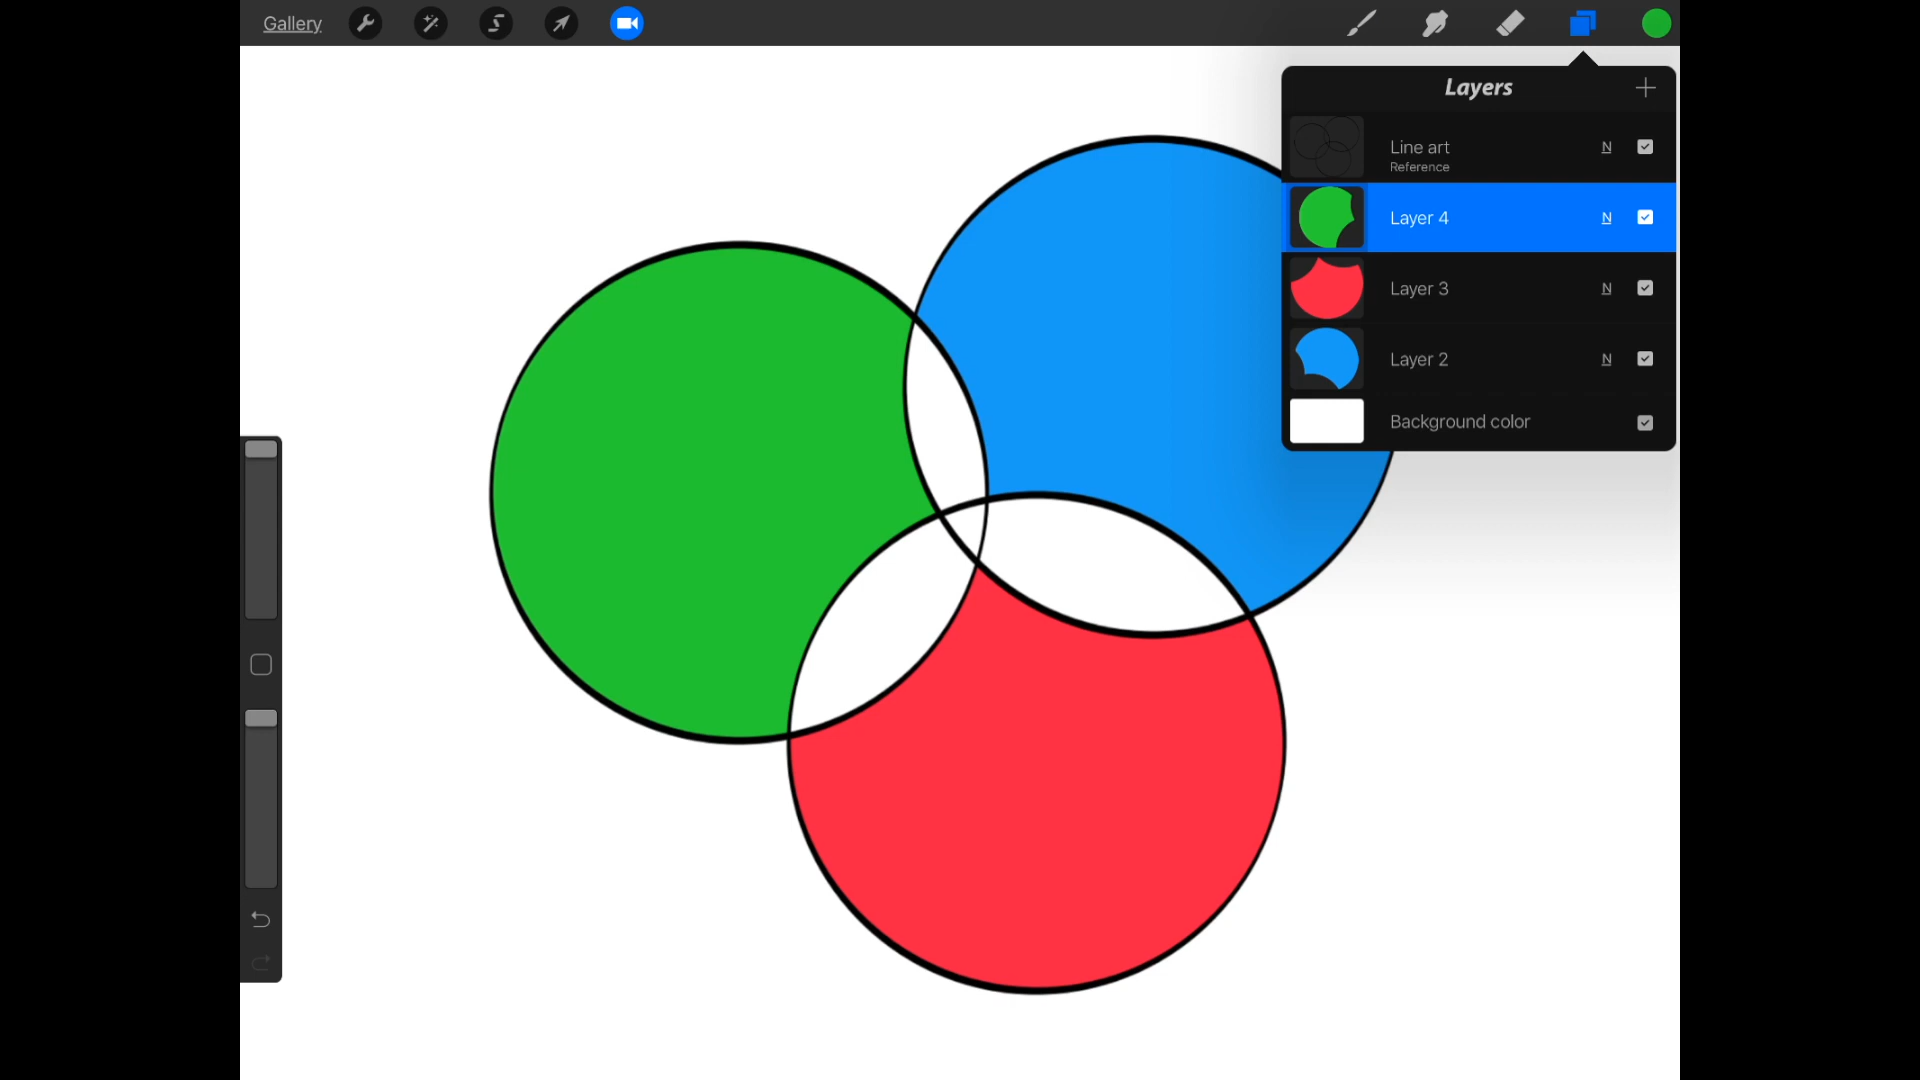 Gallery
Layers
Line art N
Reference
Layer 4 N
Layer 3 N
Layer 2 N
Background color